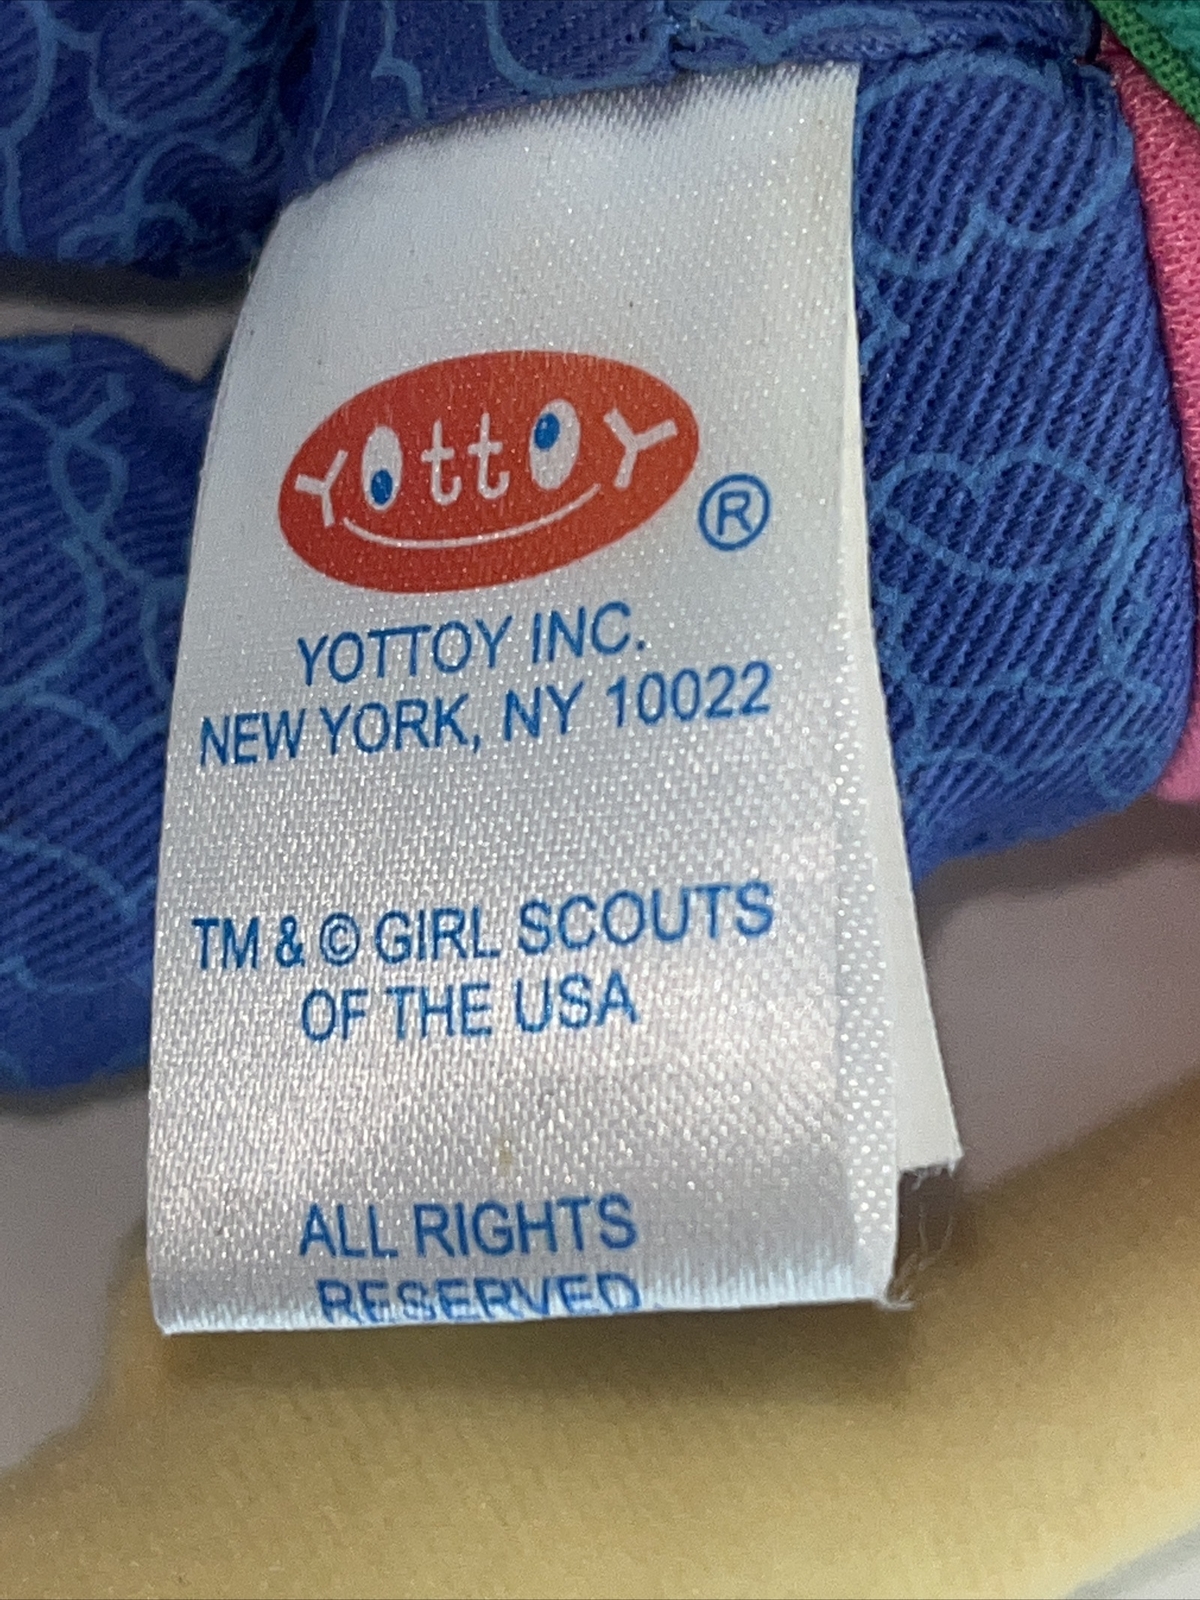 Yottoy
®
YOTTOY INC.
NEW YORK, NY 10022
TM & © GIRL SCOUTS
OF THE USA
ALL RIGHTS
RESERVED